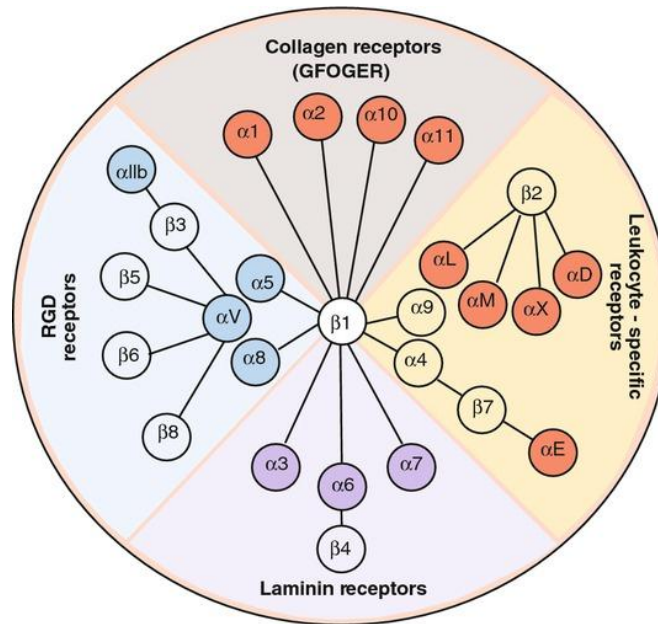 Collagen receptors
(GFOGER)
α1
α2
α10
α11
αIIb
β3
β5
αV
β6
β8
α5
α8
RGD
receptors
β1
β2
αL
αM
αX
αD
α9
α4
β7
αE
Leukocyte - specific
receptors
α3
α6
α7
β4
Laminin receptors